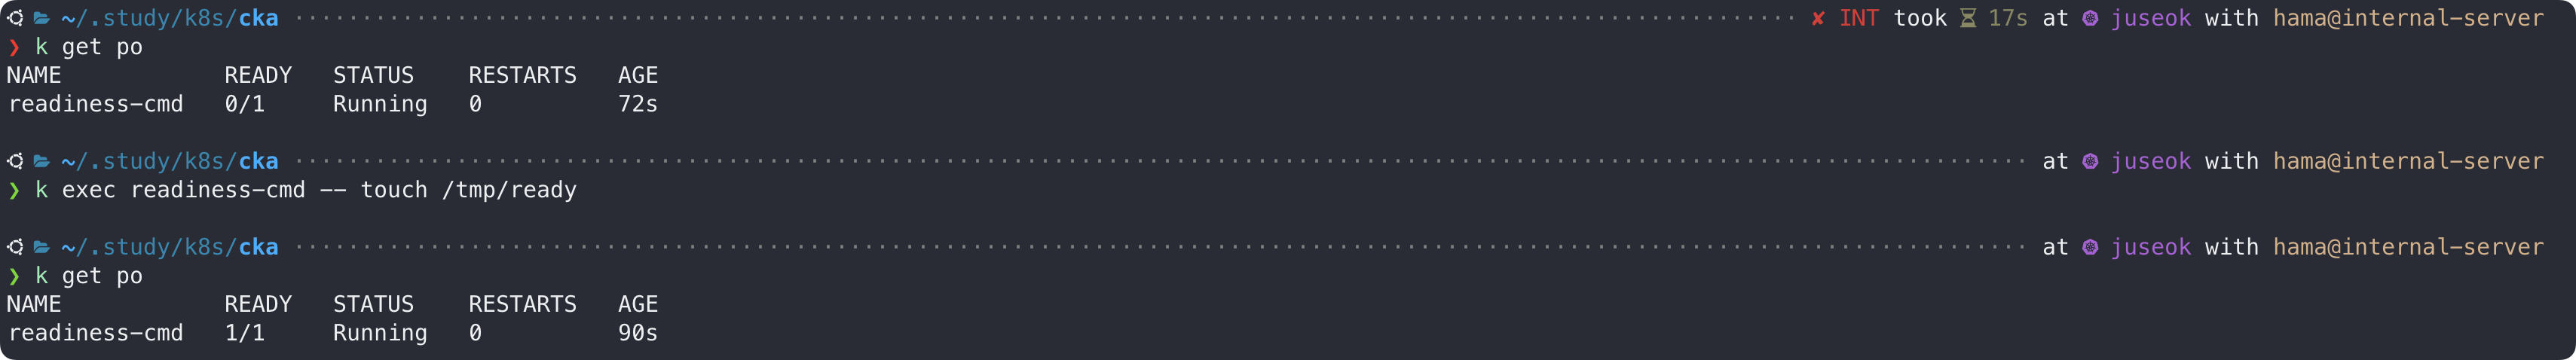 ~/.study/k8s/cka ✘ INT took ⌛ 17s at juseok with hama@internal-server
❯ k get po
NAME READY STATUS RESTARTS AGE
readiness-cmd 0/1 Running 0 72s
~/.study/k8s/cka at juseok with hama@internal-server
❯ k exec readiness-cmd -- touch /tmp/ready
~/.study/k8s/cka at juseok with hama@internal-server
❯ k get po
NAME READY STATUS RESTARTS AGE
readiness-cmd 1/1 Running 0 90s